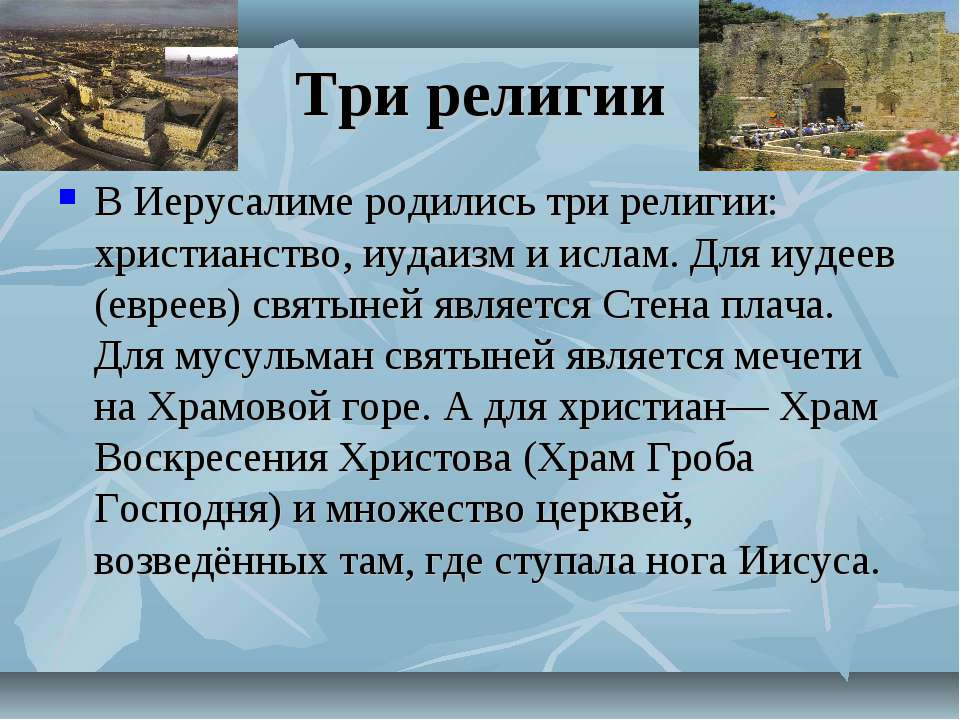 Три религии
В Иерусалиме родились три религии:
христианство, иудаизм и ислам. Для иудеев
(евреев) святыней является Стена плача.
Для мусульман святыней является мечети
на Храмовой горе. А для христиан— Храм
Воскресения Христова (Храм Гроба
Господня) и множество церквей,
возведённых там, где ступала нога Иисуса.